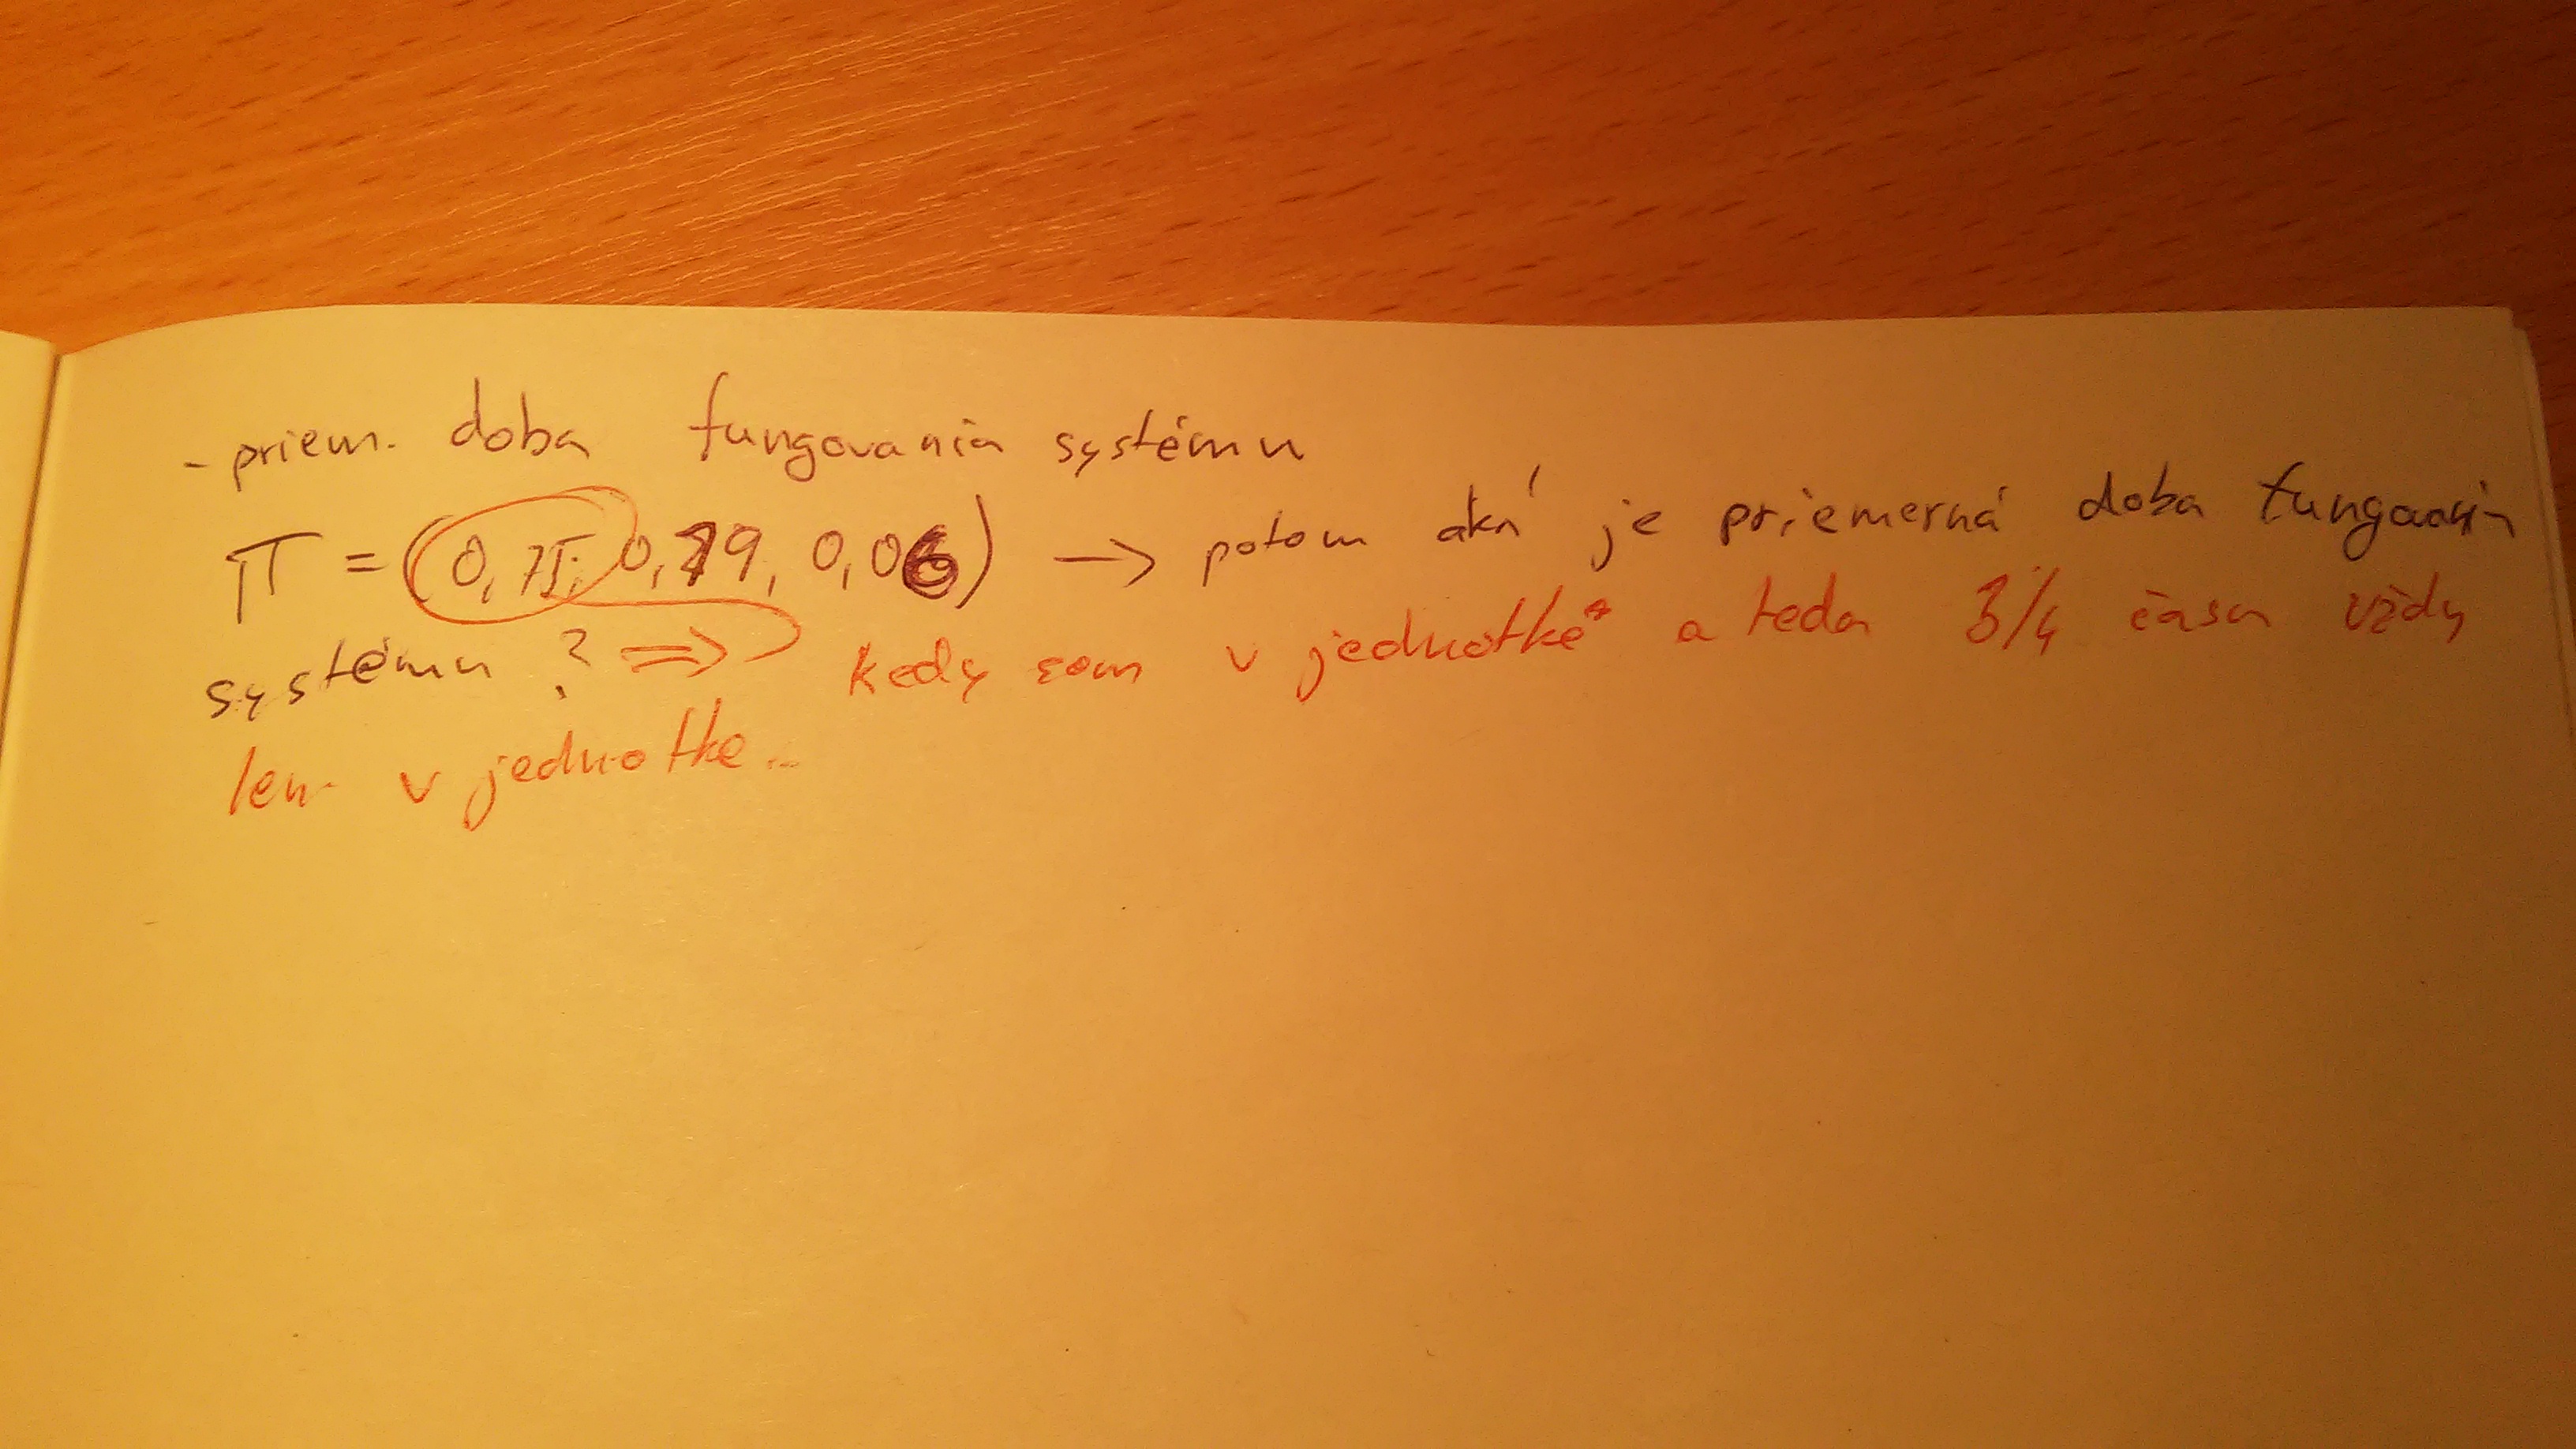 - priem. doba fungovania systému
π = (0,75, 0,19, 0,06) → potom aká je priemerná doba fungovania
systému? ⇒ kedy som v jednotke* a teda 3/4 času vždy
len v jednotke..